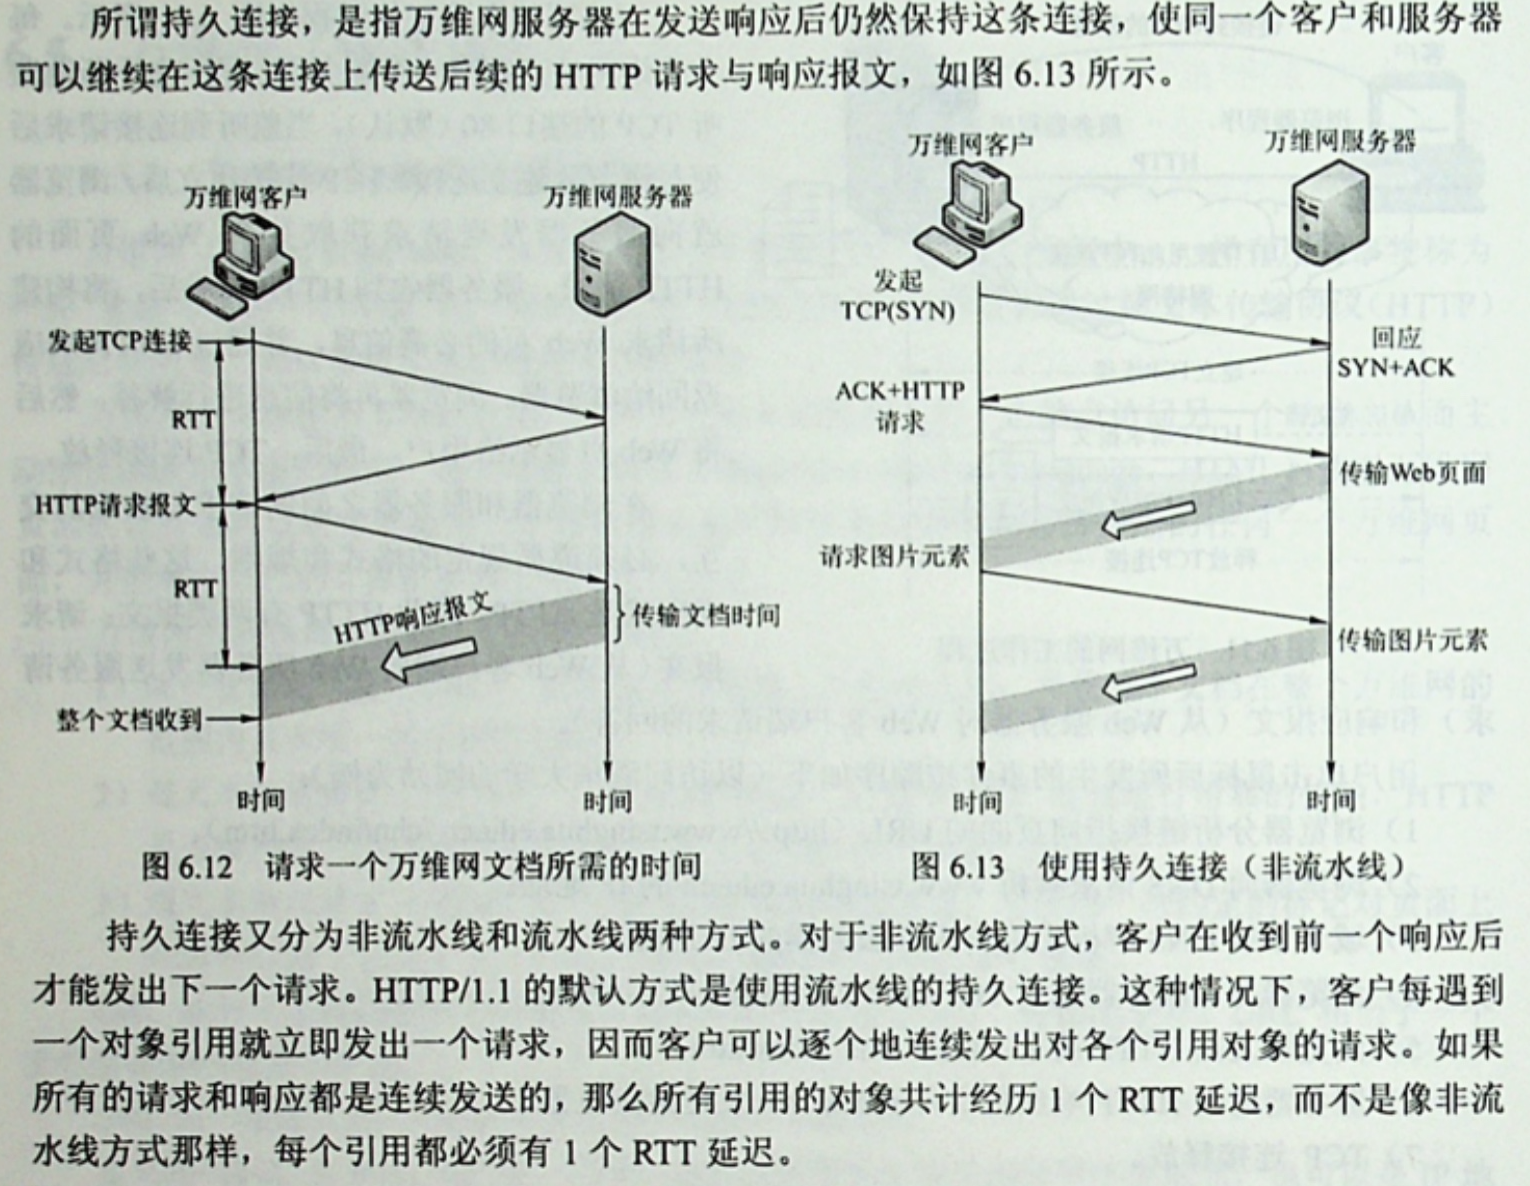 所谓持久连接，是指万维网服务器在发送响应后仍然保持这条连接，使同一个客户和服务器
可以继续在这条连接上传送后续的 HTTP 请求与响应报文，如图 6.13 所示。
万维网客户
万维网服务器
发起TCP连接
RTT
HTTP请求报文
RTT
HTTP响应报文
传输文档时间
整个文档收到
时间
时间
图 6.12 请求一个万维网文档所需的时间
万维网客户
万维网服务器
发起
TCP(SYN)
回应
SYN+ACK
ACK+HTTP
请求
传输Web页面
请求图片元素
传输图片元素
时间
时间
图 6.13 使用持久连接（非流水线）
持久连接又分为非流水线和流水线两种方式。对于非流水线方式，客户在收到前一个响应后
才能发出下一个请求。HTTP/1.1 的默认方式是使用流水线的持久连接。这种情况下，客户每遇到
一个对象引用就立即发出一个请求，因而客户可以逐个地连续发出对各个引用对象的请求。如果
所有的请求和响应都是连续发送的，那么所有引用的对象共计经历 1 个 RTT 延迟，而不是像非流
水线方式那样，每个引用都必须有 1 个 RTT 延迟。